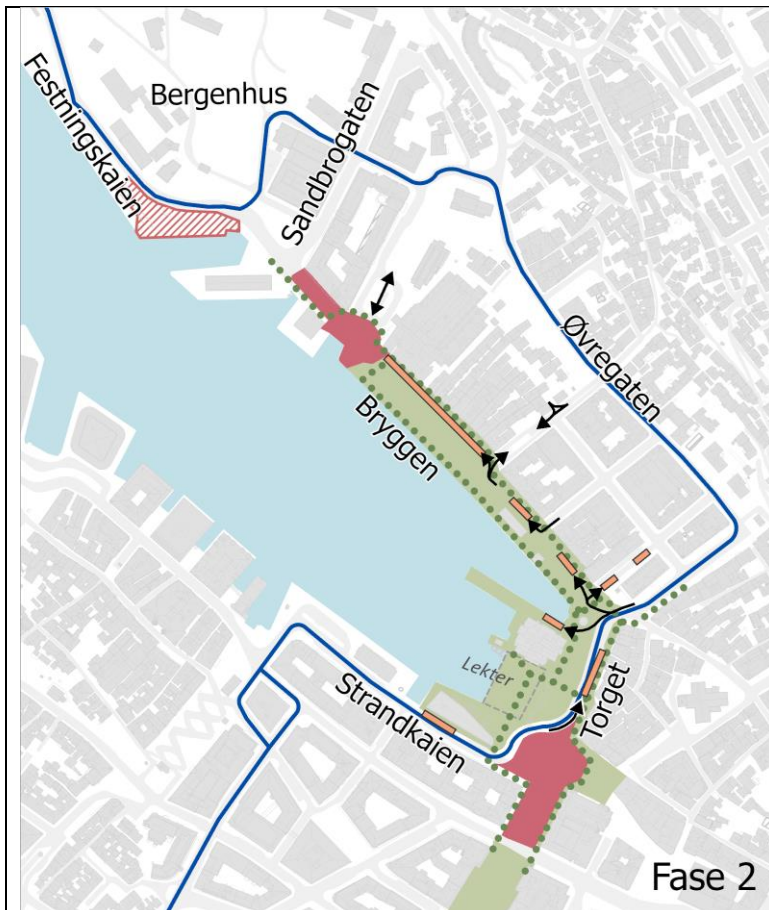 Bergenhus
Festningskaien
Sandbrogaten
Øvregaten
Bryggen
Lekter
Strandkaien
Torget
Fase 2